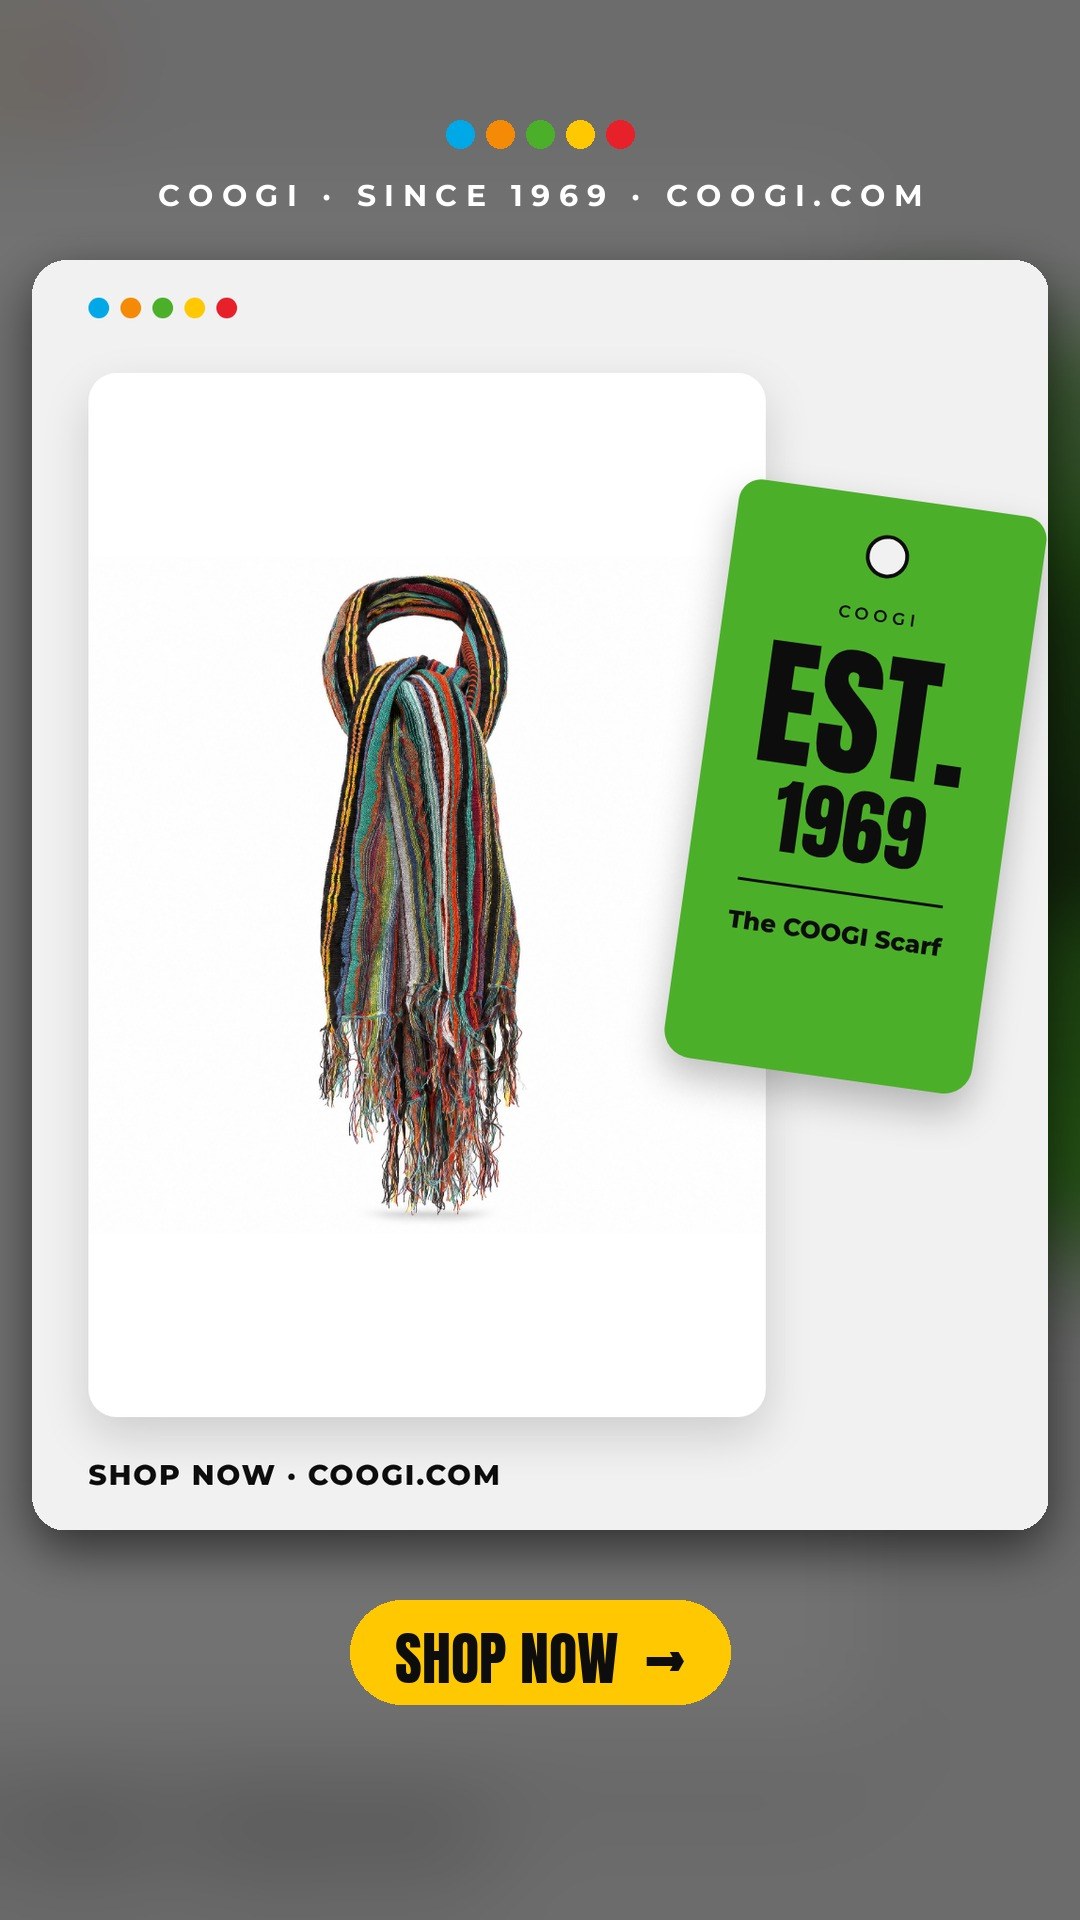 COOGI · SINCE 1969 · COOGI.COM
COOGI
EST.
1969
The COOGI Scarf
SHOP NOW · COOGI.COM
SHOP NOW →